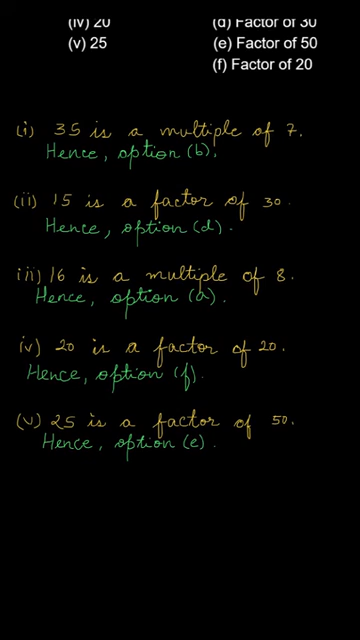 (iv) 20 (d) Factor of 30
(v) 25 (e) Factor of 50
(f) Factor of 20
(i) 35 is a multiple of 7.
Hence, option (b).
(ii) 15 is a factor of 30.
Hence, option (d).
iii) 16 is a multiple of 8.
Hence, option (a).
iv) 20 is a factor of 20.
Hence, option (f).
(v) 25 is a factor of 50.
Hence, option (e).